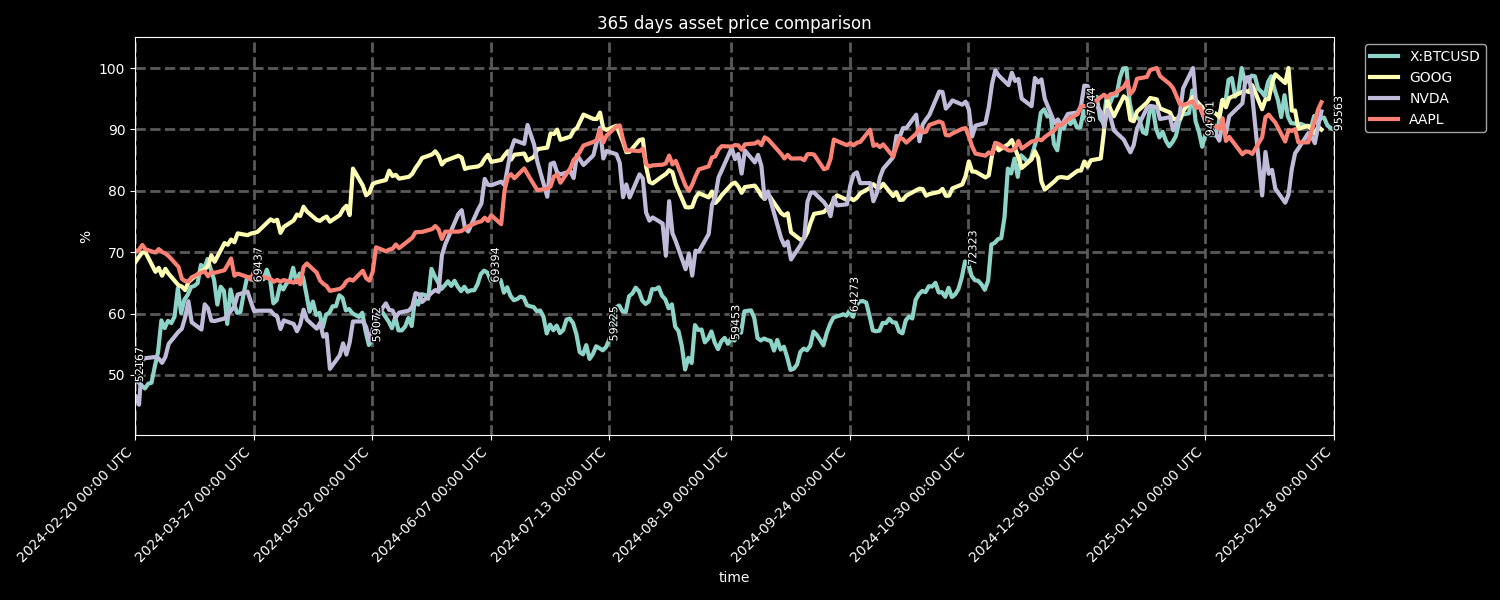 365 days asset price comparison
X:BTCUSD
GOOG
NVDA
AAPL
%
100
90
80
70
60
50
52167
69437
59072
69394
59225
59453
64273
72323
97044
94701
95563
2024-02-20 00:00 UTC
2024-03-27 00:00 UTC
2024-05-02 00:00 UTC
2024-06-07 00:00 UTC
2024-07-13 00:00 UTC
2024-08-19 00:00 UTC
2024-09-24 00:00 UTC
2024-10-30 00:00 UTC
2024-12-05 00:00 UTC
2025-01-10 00:00 UTC
2025-02-18 00:00 UTC
time